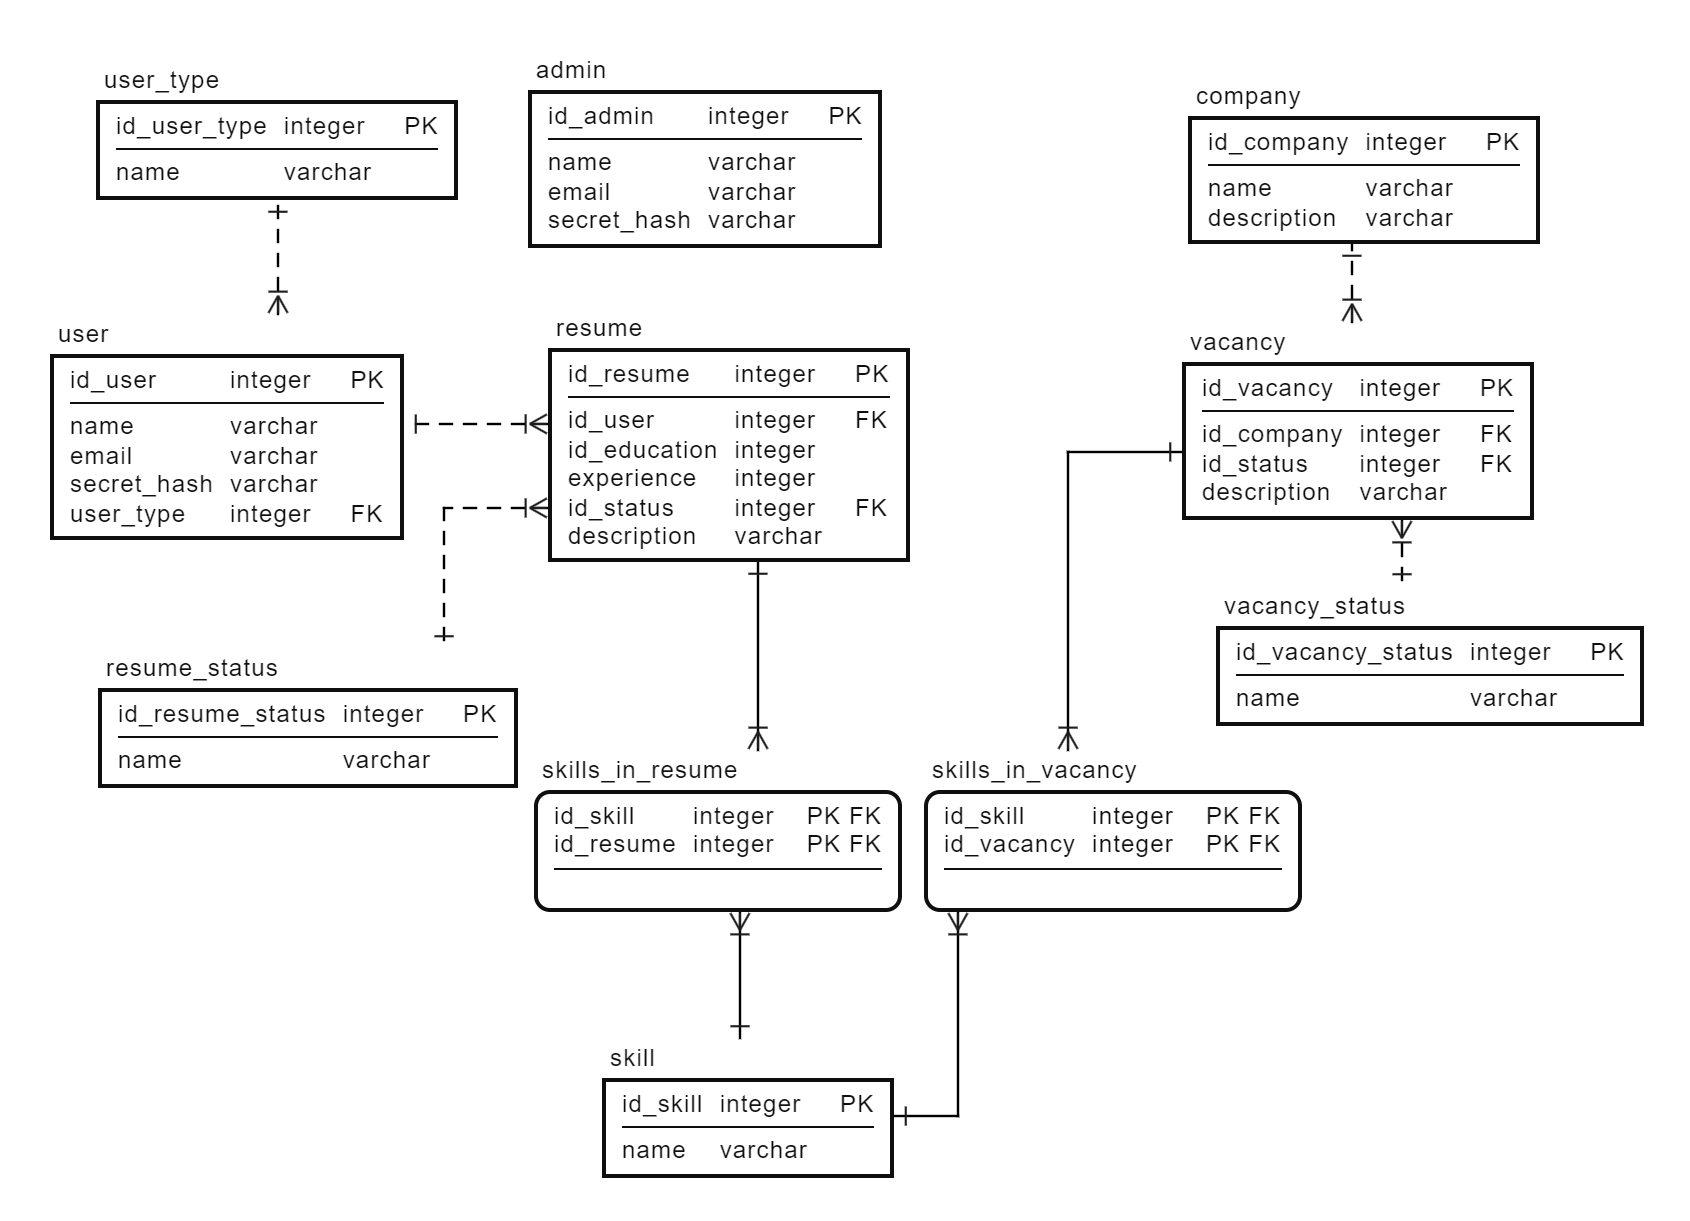 user_type
id_user_type integer PK
name varchar
admin
id_admin integer PK
name varchar
email varchar
secret_hash varchar
company
id_company integer PK
name varchar
description varchar
user
id_user integer PK
name varchar
email varchar
secret_hash varchar
user_type integer FK
resume
id_resume integer PK
id_user integer FK
id_education integer
experience integer
id_status integer FK
description varchar
vacancy
id_vacancy integer PK
id_company integer FK
id_status integer FK
description varchar
vacancy_status
id_vacancy_status integer PK
name varchar
resume_status
id_resume_status integer PK
name varchar
skills_in_resume
id_skill integer PK FK
id_resume integer PK FK
skills_in_vacancy
id_skill integer PK FK
id_vacancy integer PK FK
skill
id_skill integer PK
name varchar